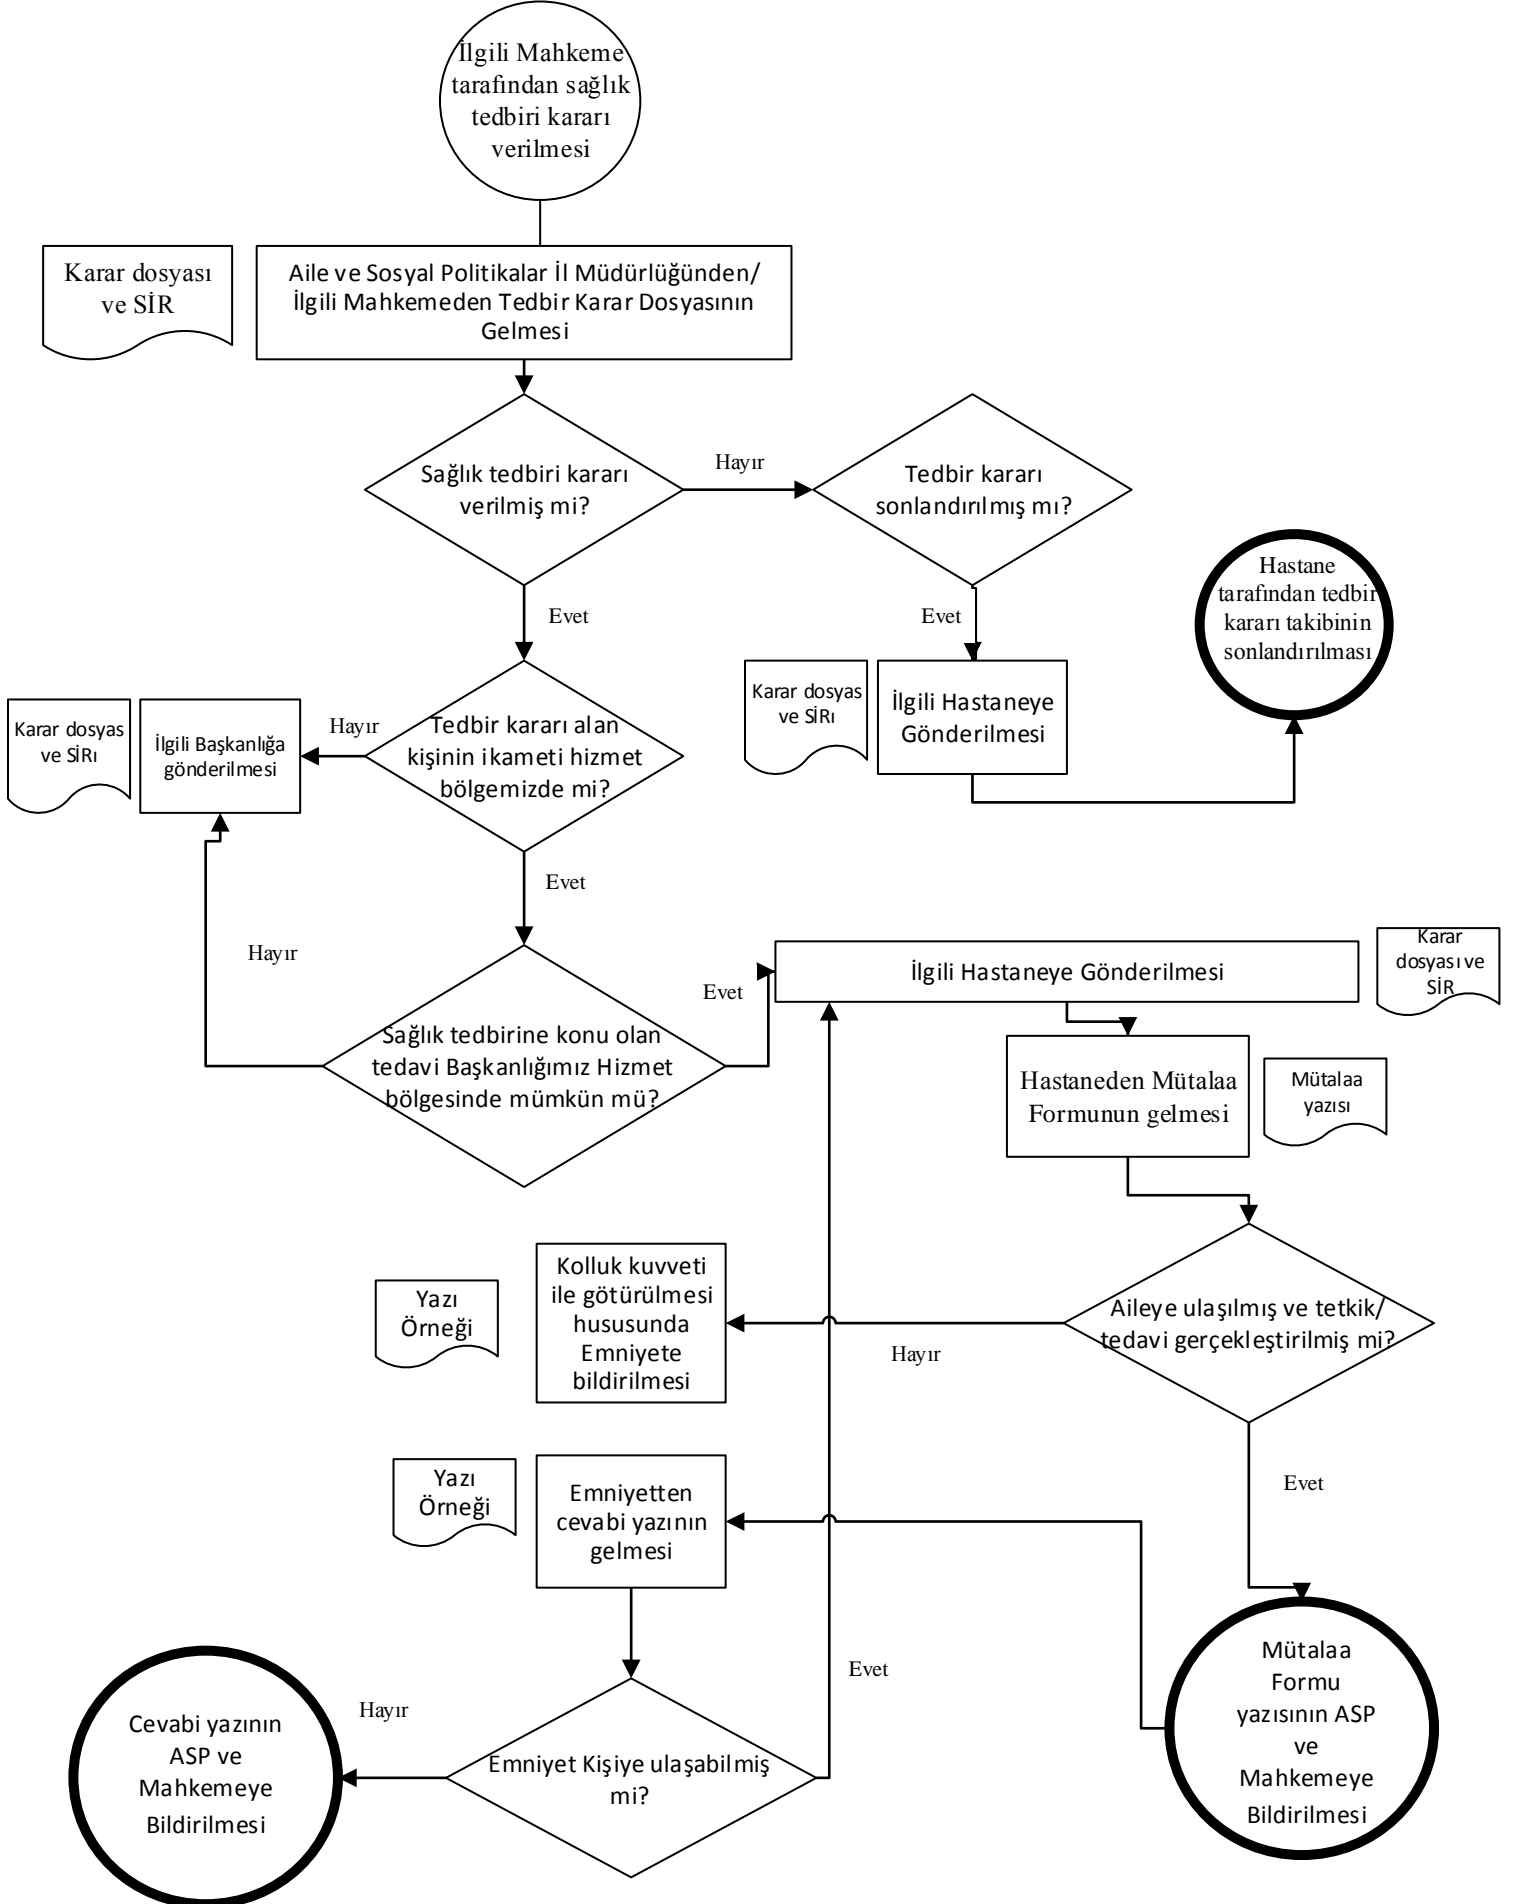 İlgili Mahkeme
tarafından sağlık
tedbiri kararı
verilmesi
Karar dosyası
ve SİR
Aile ve Sosyal Politikalar İl Müdürlüğünden/
İlgili Mahkemeden Tedbir Karar Dosyasının
Gelmesi
Sağlık tedbiri kararı
verilmiş mi?
Hayır
Tedbir kararı
sonlandırılmış mı?
Evet
Evet
Hastane
tarafından tedbir
kararı takibinin
sonlandırılması
Karar dosyas
ve SİRı
İlgili Hastaneye
Gönderilmesi
Karar dosyas
ve SİRı
İlgili Başkanlığa
gönderilmesi
Hayır
Tedbir kararı alan
kişinin ikameti hizmet
bölgemizde mi?
Evet
Hayır
Sağlık tedbirine konu olan
tedavi Başkanlığımız Hizmet
bölgesinde mümkün mü?
Evet
İlgili Hastaneye Gönderilmesi
Karar
dosyası ve
SİR
Hastaneden Mütalaa
Formunun gelmesi
Mütalaa
yazısı
Yazı
Örneği
Kolluk kuvveti
ile götürülmesi
hususunda
Emniyete
bildirilmesi
Hayır
Aileye ulaşılmış ve tetkik/
tedavi gerçekleştirilmiş mi?
Evet
Yazı
Örneği
Emniyetten
cevabi yazının
gelmesi
Evet
Hayır
Cevabi yazının
ASP ve
Mahkemeye
Bildirilmesi
Emniyet Kişiye ulaşabilmiş
mi?
Mütalaa
Formu
yazısının ASP
ve
Mahkemeye
Bildirilmesi